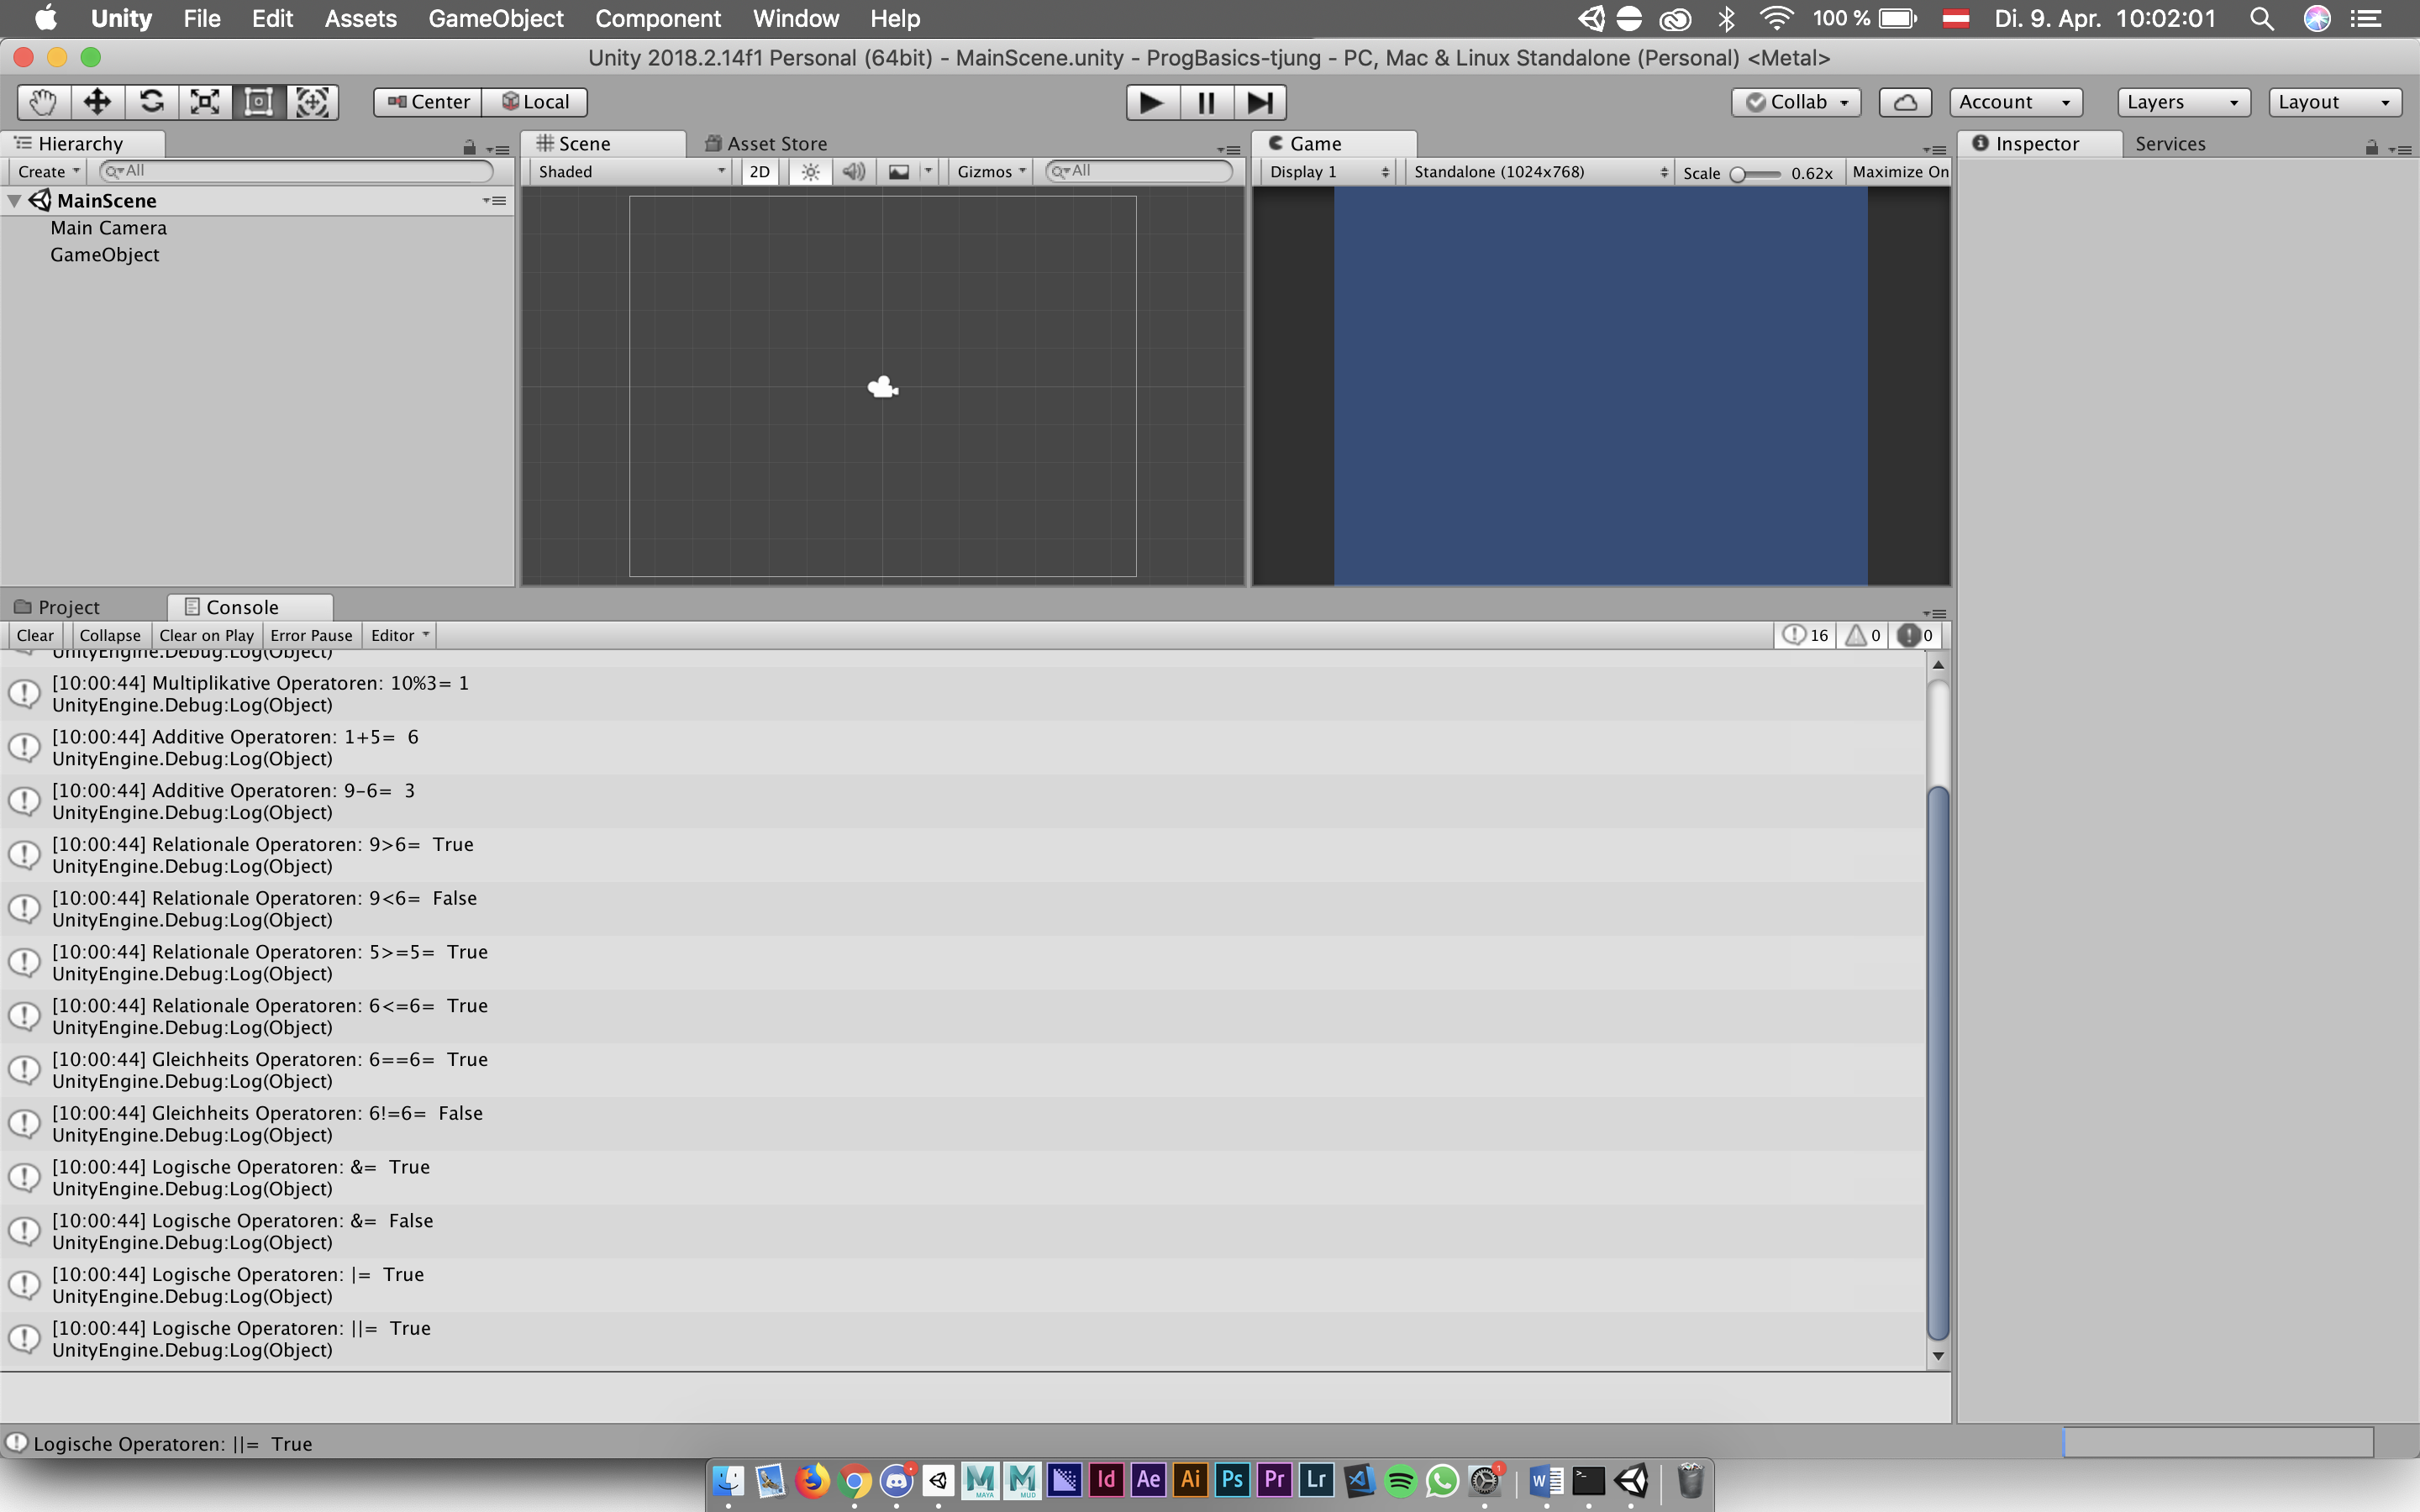 Unity File Edit Assets GameObject Component Window Help 100 % Di. 9. Apr. 10:02:01
Unity 2018.2.14f1 Personal (64bit) - MainScene.unity - ProgBasics-tjung - PC, Mac & Linux Standalone (Personal) <Metal>
Center Local Collab Account Layers Layout
Hierarchy Scene Asset Store Game Inspector Services
Create All Shaded 2D Gizmos All Display 1 Standalone (1024x768) Scale 0.62x Maximize On
MainScene
Main Camera
GameObject
Project Console
Clear Collapse Clear on Play Error Pause Editor 16 0 0
UnityEngine.Debug:Log(Object)
[10:00:44] Multiplikative Operatoren: 10%3= 1
UnityEngine.Debug:Log(Object)
[10:00:44] Additive Operatoren: 1+5=  6
UnityEngine.Debug:Log(Object)
[10:00:44] Additive Operatoren: 9-6=  3
UnityEngine.Debug:Log(Object)
[10:00:44] Relationale Operatoren: 9>6=  True
UnityEngine.Debug:Log(Object)
[10:00:44] Relationale Operatoren: 9<6=  False
UnityEngine.Debug:Log(Object)
[10:00:44] Relationale Operatoren: 5>=5=  True
UnityEngine.Debug:Log(Object)
[10:00:44] Relationale Operatoren: 6<=6=  True
UnityEngine.Debug:Log(Object)
[10:00:44] Gleichheits Operatoren: 6==6=  True
UnityEngine.Debug:Log(Object)
[10:00:44] Gleichheits Operatoren: 6!=6=  False
UnityEngine.Debug:Log(Object)
[10:00:44] Logische Operatoren: &=  True
UnityEngine.Debug:Log(Object)
[10:00:44] Logische Operatoren: &=  False
UnityEngine.Debug:Log(Object)
[10:00:44] Logische Operatoren: |=  True
UnityEngine.Debug:Log(Object)
[10:00:44] Logische Operatoren: ||=  True
UnityEngine.Debug:Log(Object)
Logische Operatoren: ||=  True
M MAYA M MUD Id Ae Ai Ps Pr Lr 1 W